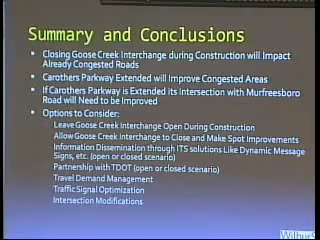 Summary and Conclusions
Closing Goose Creek Interchange during Construction will Impact
Already Congested Roads
Carothers Parkway Extended will Improve Congested Areas
If Carothers Parkway is Extended its Intersection with Murfreesboro
Road will Need to be Improved
Options to Consider:
Leave Goose Creek Interchange Open During Construction
Allow Goose Creek Interchange to Close and Make Spot Improvements
Information Dissemination through ITS solutions Like Dynamic Message
Signs, etc. (open or closed scenario)
Partnership with TDOT (open or closed scenario)
Travel Demand Management
Traffic Signal Optimization
Intersection Modifications